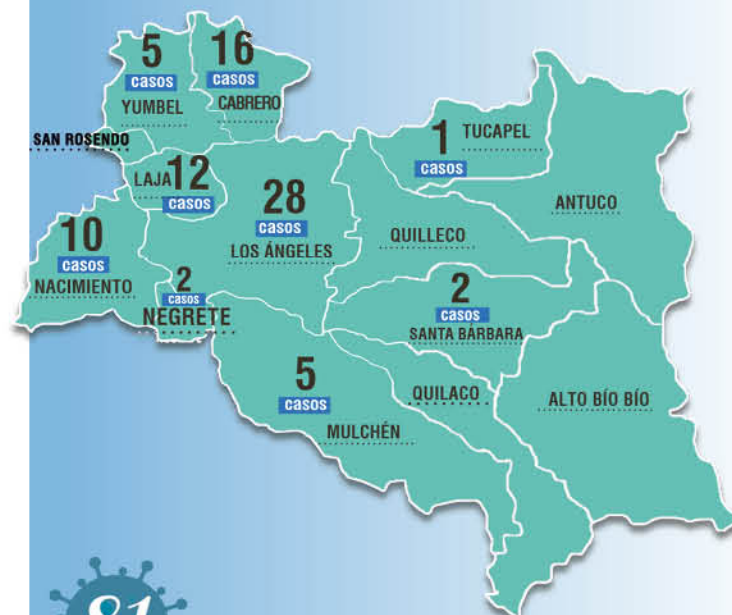 5
casos
YUMBEL
16
casos
CABRERO
SAN ROSENDO
LAJA 12
casos
1
casos
TUCAPEL
ANTUCO
28
casos
LOS ÁNGELES
QUILLECO
10
casos
NACIMIENTO
2
casos
NEGRETE
2
casos
SANTA BÁRBARA
5
casos
MULCHÉN
QUILACO
ALTO BÍO BÍO
81